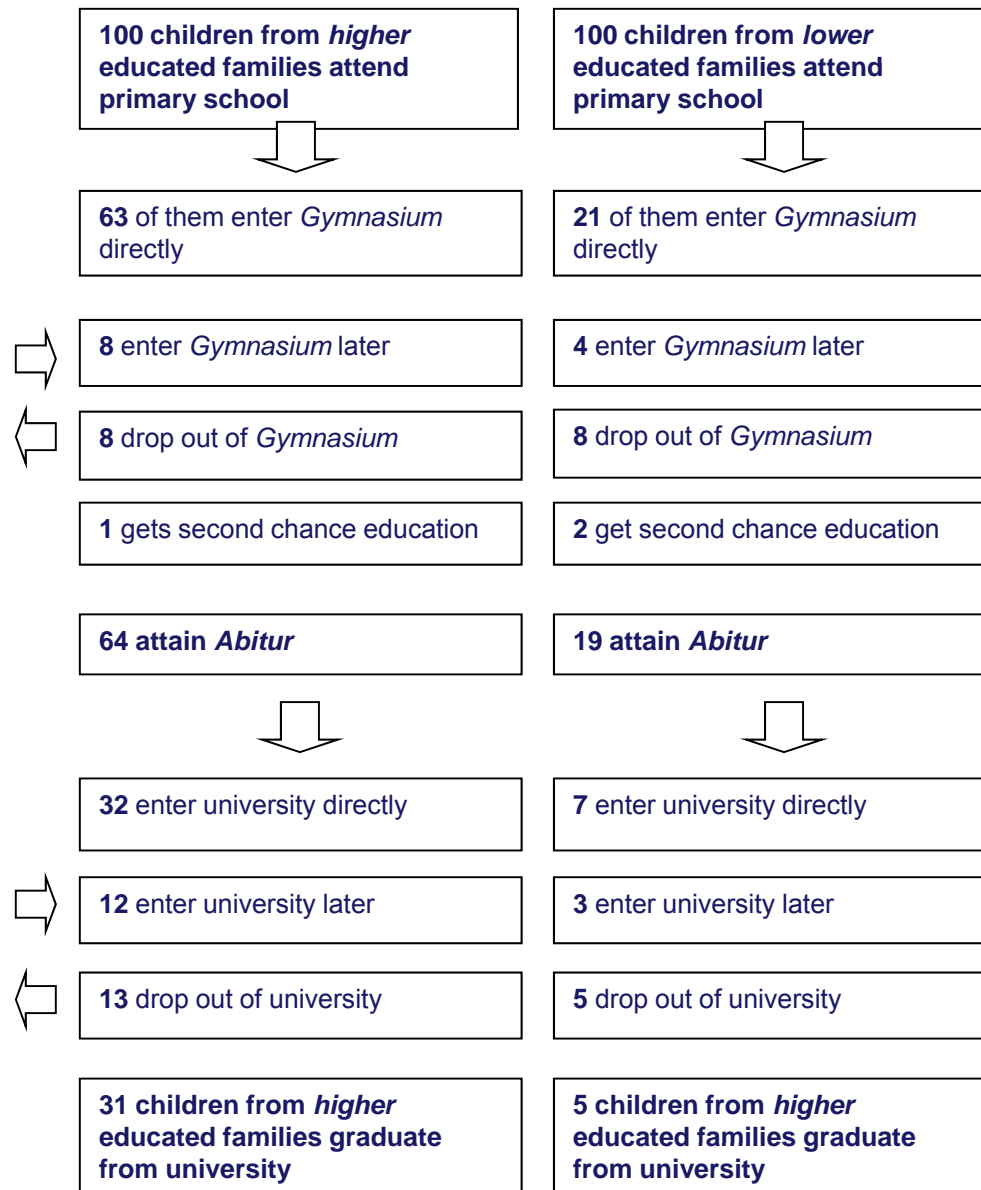 100 children from higher
educated families attend
primary school
100 children from lower
educated families attend
primary school
63 of them enter Gymnasium
directly
21 of them enter Gymnasium
directly
8 enter Gymnasium later
4 enter Gymnasium later
8 drop out of Gymnasium
8 drop out of Gymnasium
1 gets second chance education
2 get second chance education
64 attain Abitur
19 attain Abitur
32 enter university directly
7 enter university directly
12 enter university later
3 enter university later
13 drop out of university
5 drop out of university
31 children from higher
educated families graduate
from university
5 children from higher
educated families graduate
from university